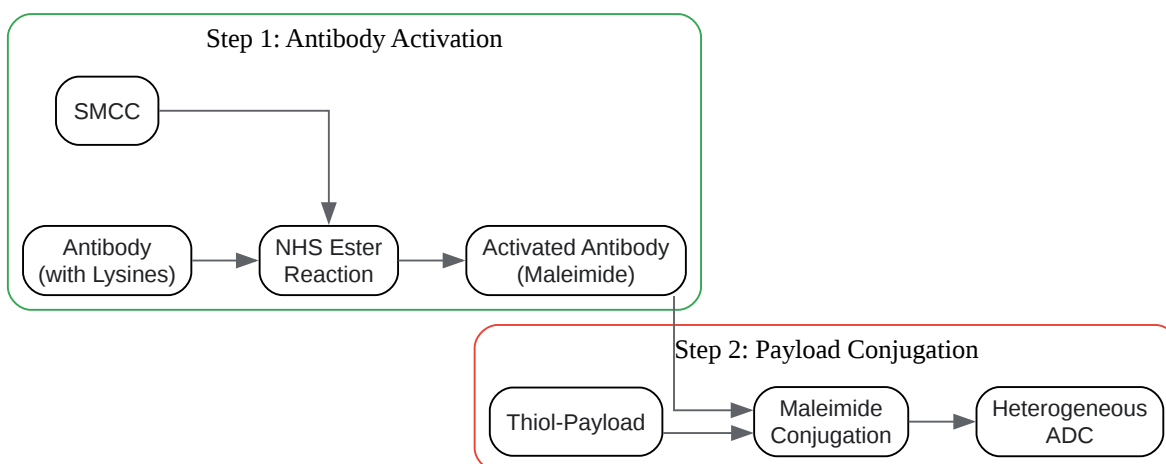 Step 1: Antibody Activation
SMCC
Antibody
(with Lysines)
NHS Ester
Reaction
Activated Antibody
(Maleimide)
Step 2: Payload Conjugation
Thiol-Payload
Maleimide
Conjugation
Heterogeneous
ADC